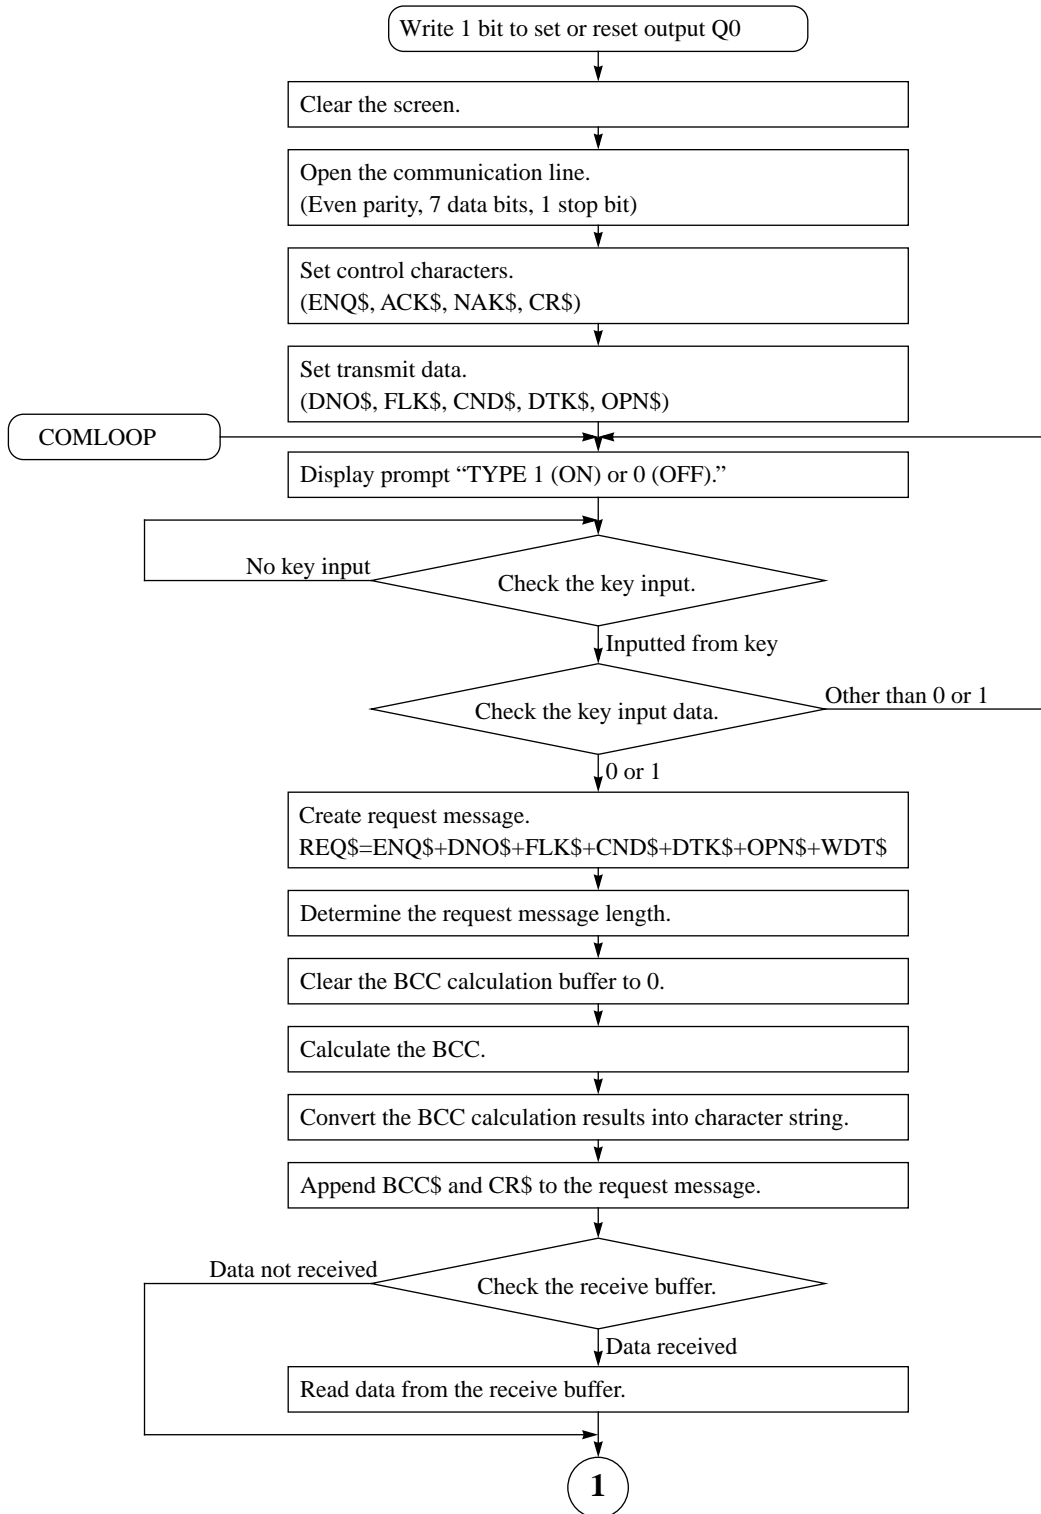 Write 1 bit to set or reset output Q0
Clear the screen.
Open the communication line.
(Even parity, 7 data bits, 1 stop bit)
Set control characters.
(ENQ$, ACK$, NAK$, CR$)
Set transmit data.
(DNO$, FLK$, CND$, DTK$, OPN$)
COMLOOP
Display prompt “TYPE 1 (ON) or 0 (OFF).”
No key input
Check the key input.
Inputted from key
Other than 0 or 1
Check the key input data.
0 or 1
Create request message.
REQ$=ENQ$+DNO$+FLK$+CND$+DTK$+OPN$+WDT$
Determine the request message length.
Clear the BCC calculation buffer to 0.
Calculate the BCC.
Convert the BCC calculation results into character string.
Append BCC$ and CR$ to the request message.
Data not received
Check the receive buffer.
Data received
Read data from the receive buffer.
1